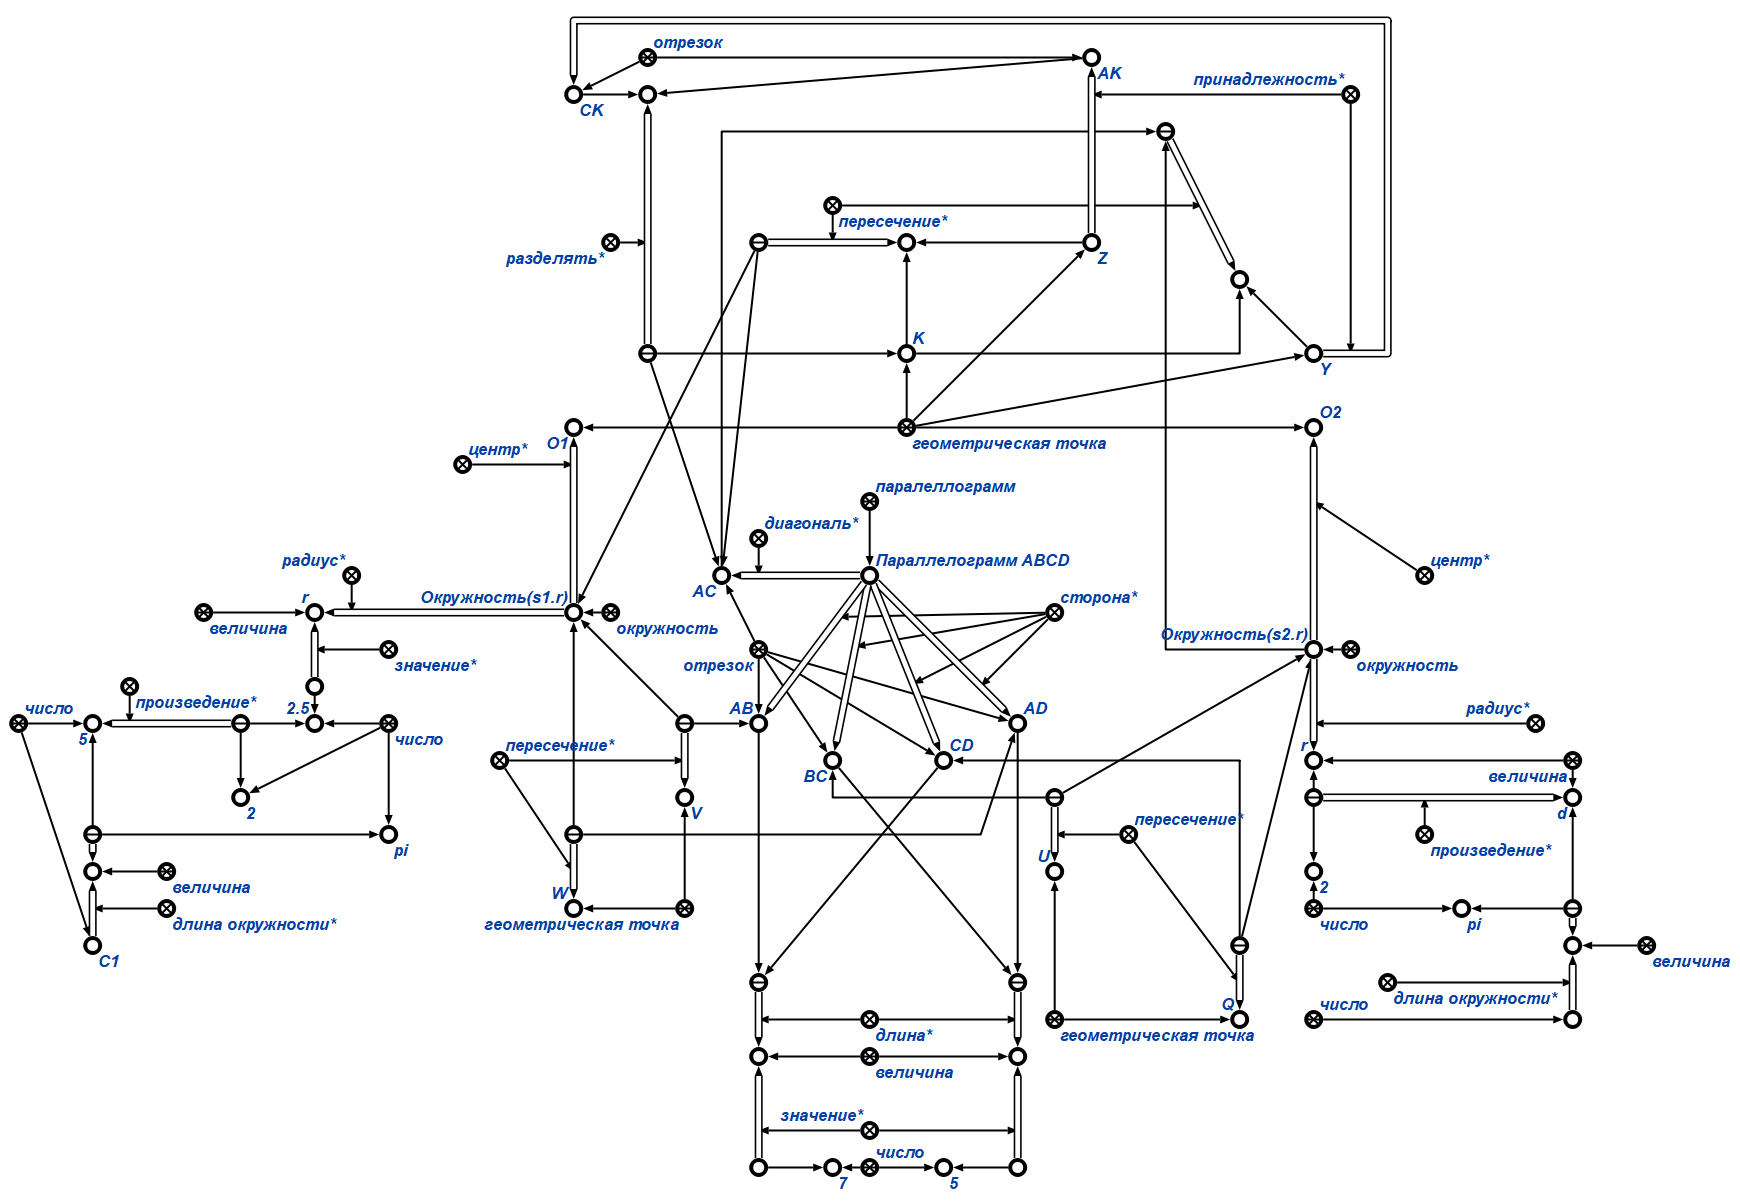 отрезок
AK
принадлежность*
CK
пересечение*
разделять*
Z
K
Y
O2
O1
геометрическая точка
центр*
паралеллограмм
диагональ*
радиус*
Параллелограмм ABCD
центр*
AC
r
Окружность(s1.r)
сторона*
величина
окружность
Окружность(s2.r)
значение*
отрезок
окружность
произведение*
число
2.5
AB
AD
радиус*
5
число
пересечение*
CD
r
BC
величина
2
V
d
пересечение*
pi
U
произведение*
величина
W
2
длина окружности*
геометрическая точка
число
pi
C1
величина
Q
длина окружности*
число
длина*
геометрическая точка
величина
значение*
число
7
5